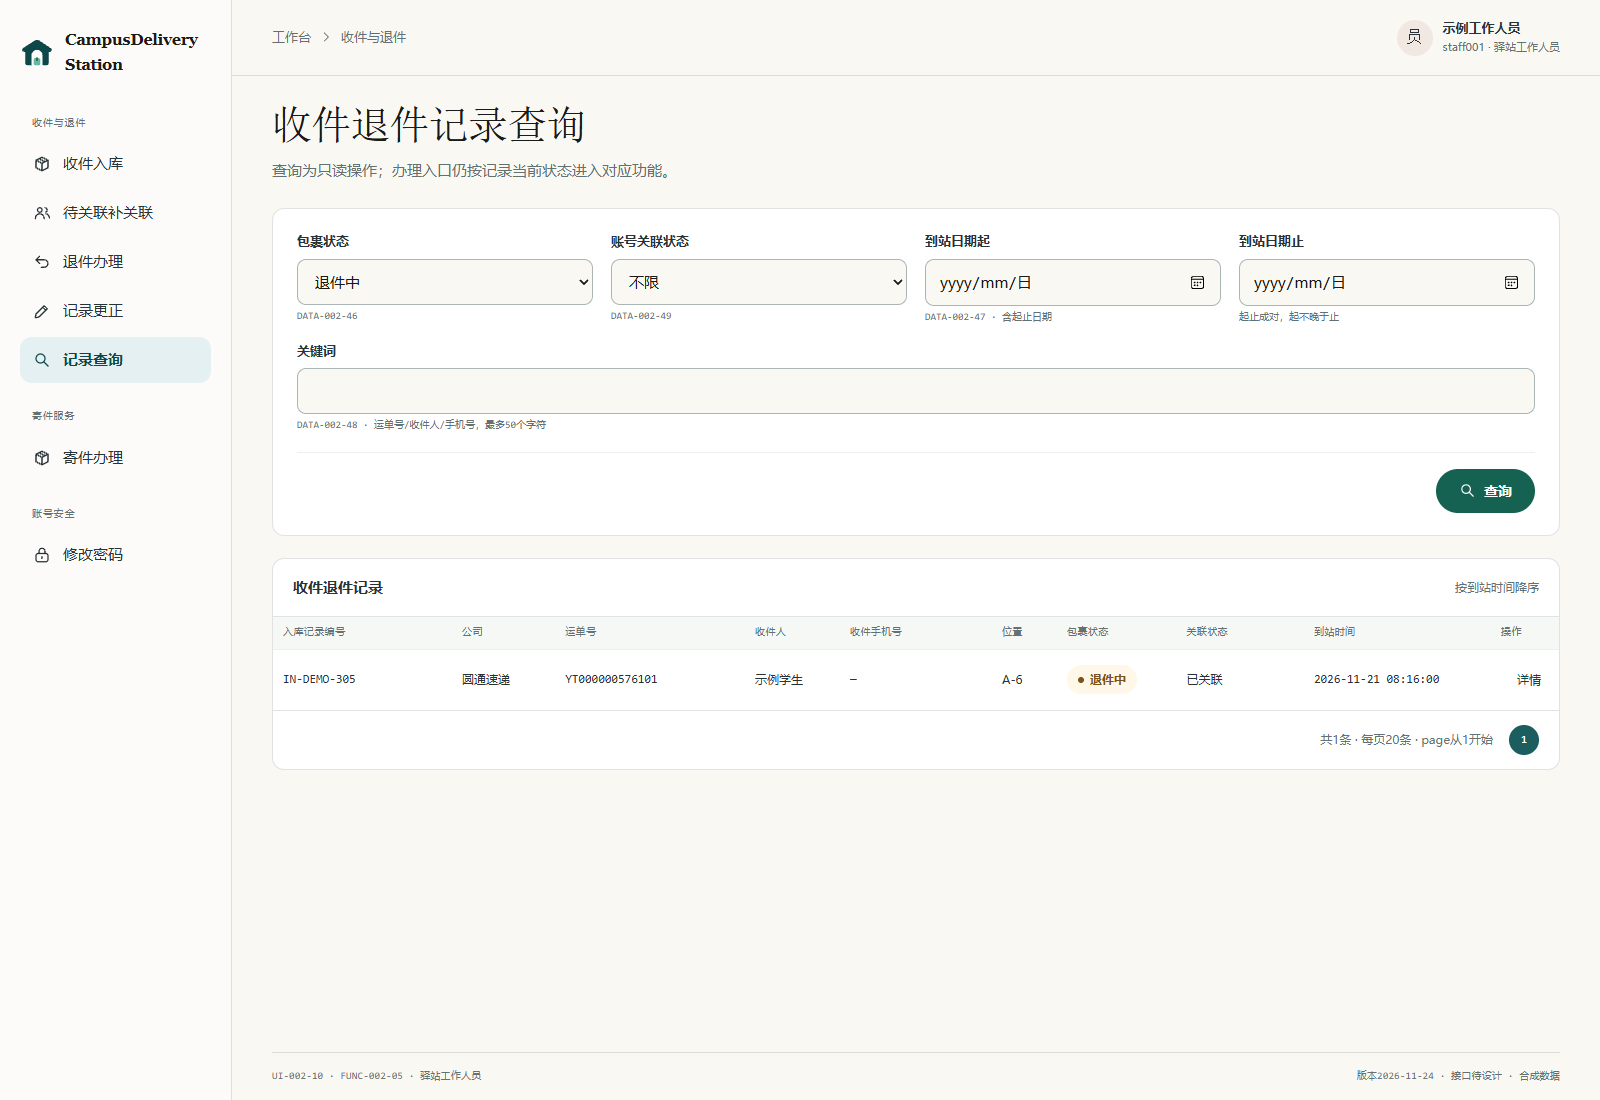 CampusDelivery
Station
收件与退件
收件入库
待关联补关联
退件办理
记录更正
记录查询
寄件服务
寄件办理
账号安全
修改密码
工作台 > 收件与退件
员
示例工作人员
staff001 · 驿站工作人员
收件退件记录查询
查询为只读操作；办理入口仍按记录当前状态进入对应功能。
包裹状态 账号关联状态 到站日期起 到站日期止
退件中 不限 yyyy/mm/日 yyyy/mm/日
DATA-002-46 DATA-002-49 DATA-002-47 · 含起止日期 起止成对，起不晚于止
关键词
DATA-002-48 · 运单号/收件人/手机号，最多50个字符
查询
收件退件记录 按到站时间降序
入库记录编号 公司 运单号 收件人 收件手机号 位置 包裹状态 关联状态 到站时间 操作
IN-DEMO-305 圆通速递 YT000000576101 示例学生 — A-6 退件中 已关联 2026-11-21 08:16:00 详情
共1条 · 每页20条 · page从1开始 1
UI-002-10 · FUNC-002-05 · 驿站工作人员 版本2026-11-24 · 接口待设计 · 合成数据